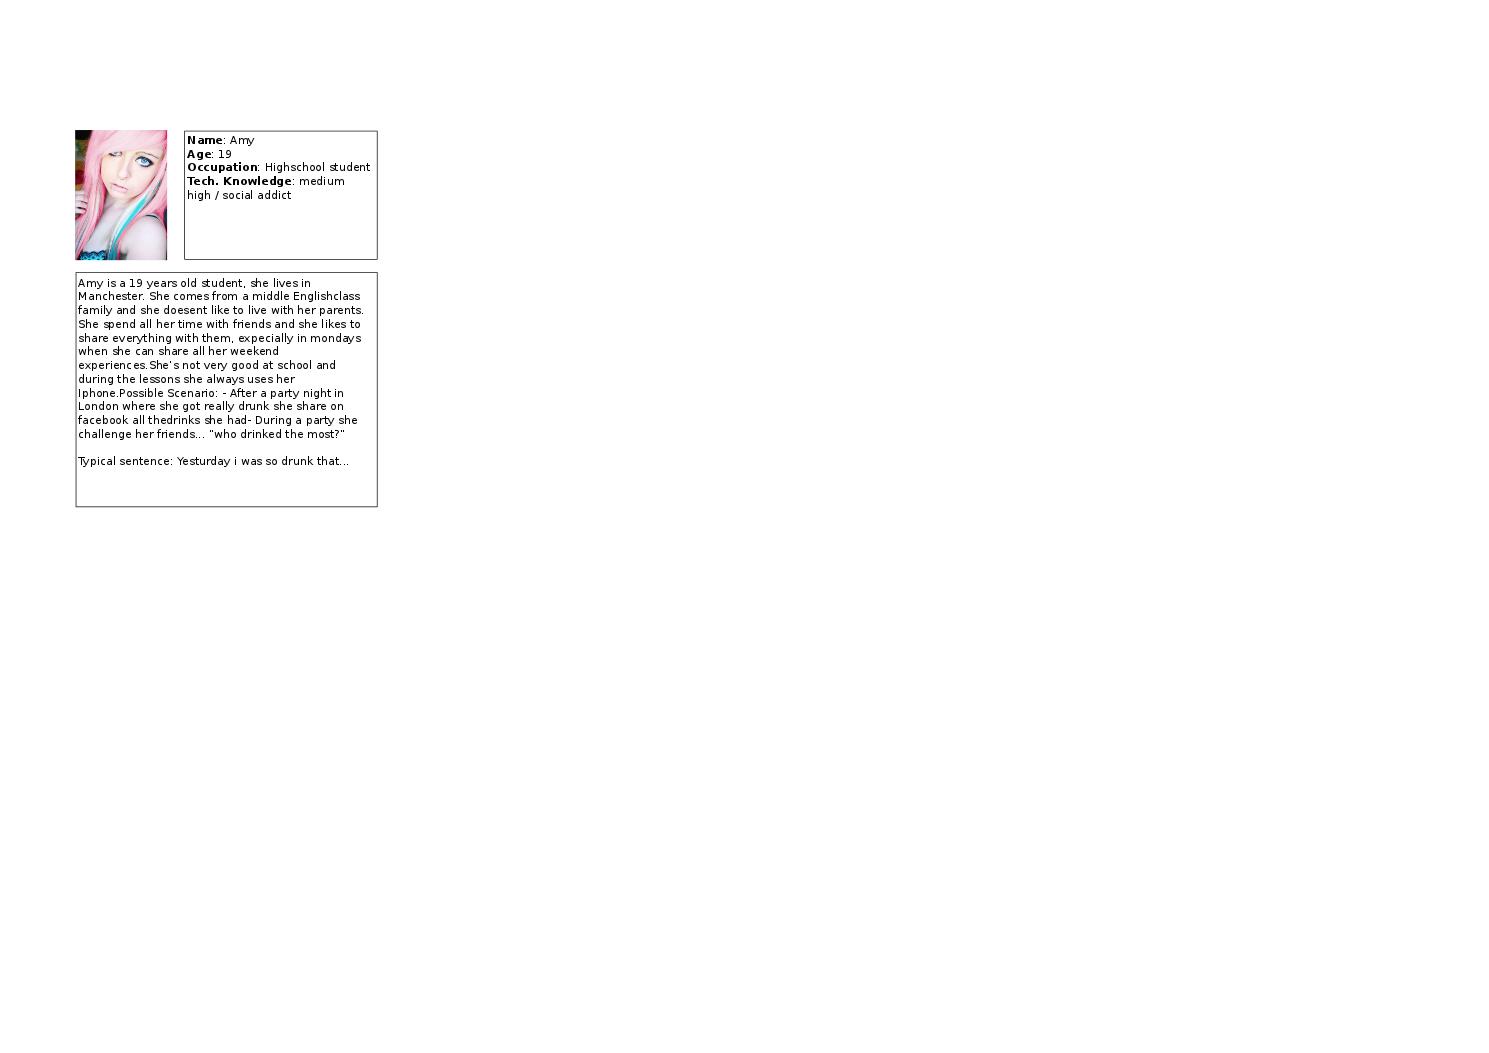 Name: Amy
Age: 19
Occupation: Highschool student
Tech. Knowledge: medium
high / social addict
Amy is a 19 years old student, she lives in
Manchester. She comes from a middle Englishclass
family and she doesent like to live with her parents.
She spend all her time with friends and she likes to
share everything with them, expecially in mondays
when she can share all her weekend
experiences.She's not very good at school and
during the lessons she always uses her
Iphone.Possible Scenario: - After a party night in
London where she got really drunk she share on
facebook all thedrinks she had- During a party she
challenge her friends... "who drinked the most?"
Typical sentence: Yesturday i was so drunk that...